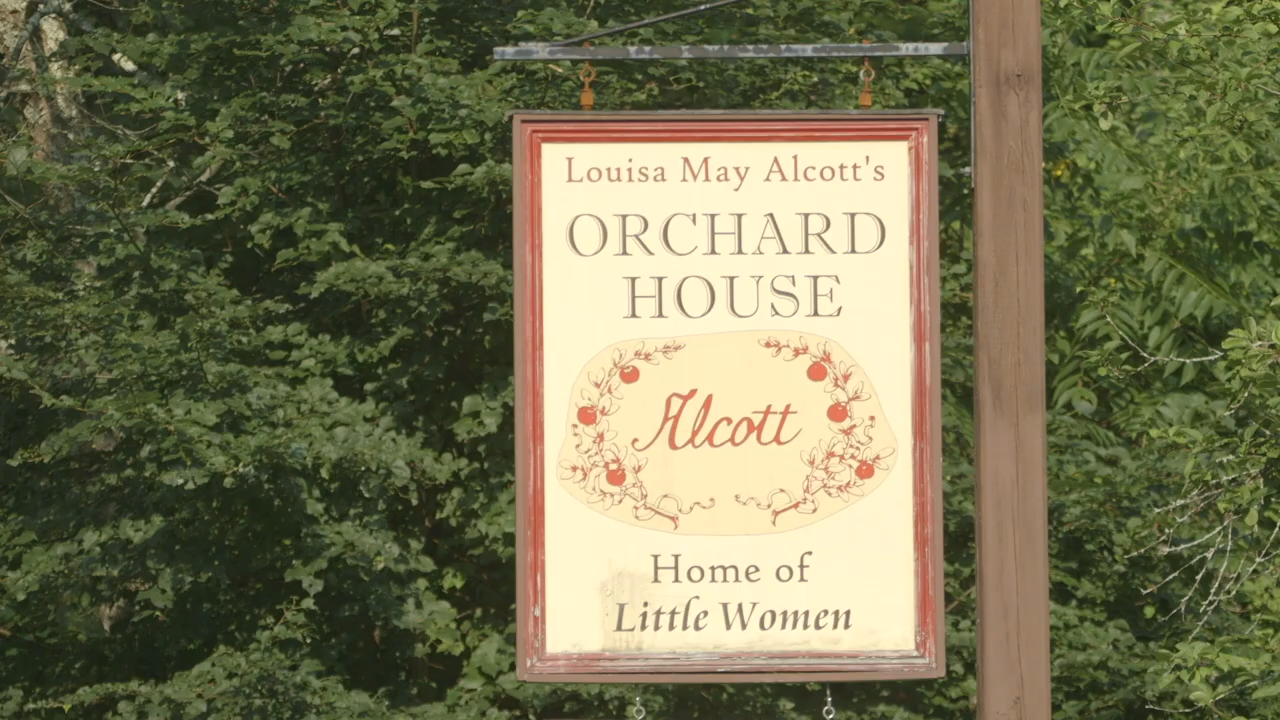 Louisa May Alcott's
ORCHARD
HOUSE
Alcott
Home of
Little Women